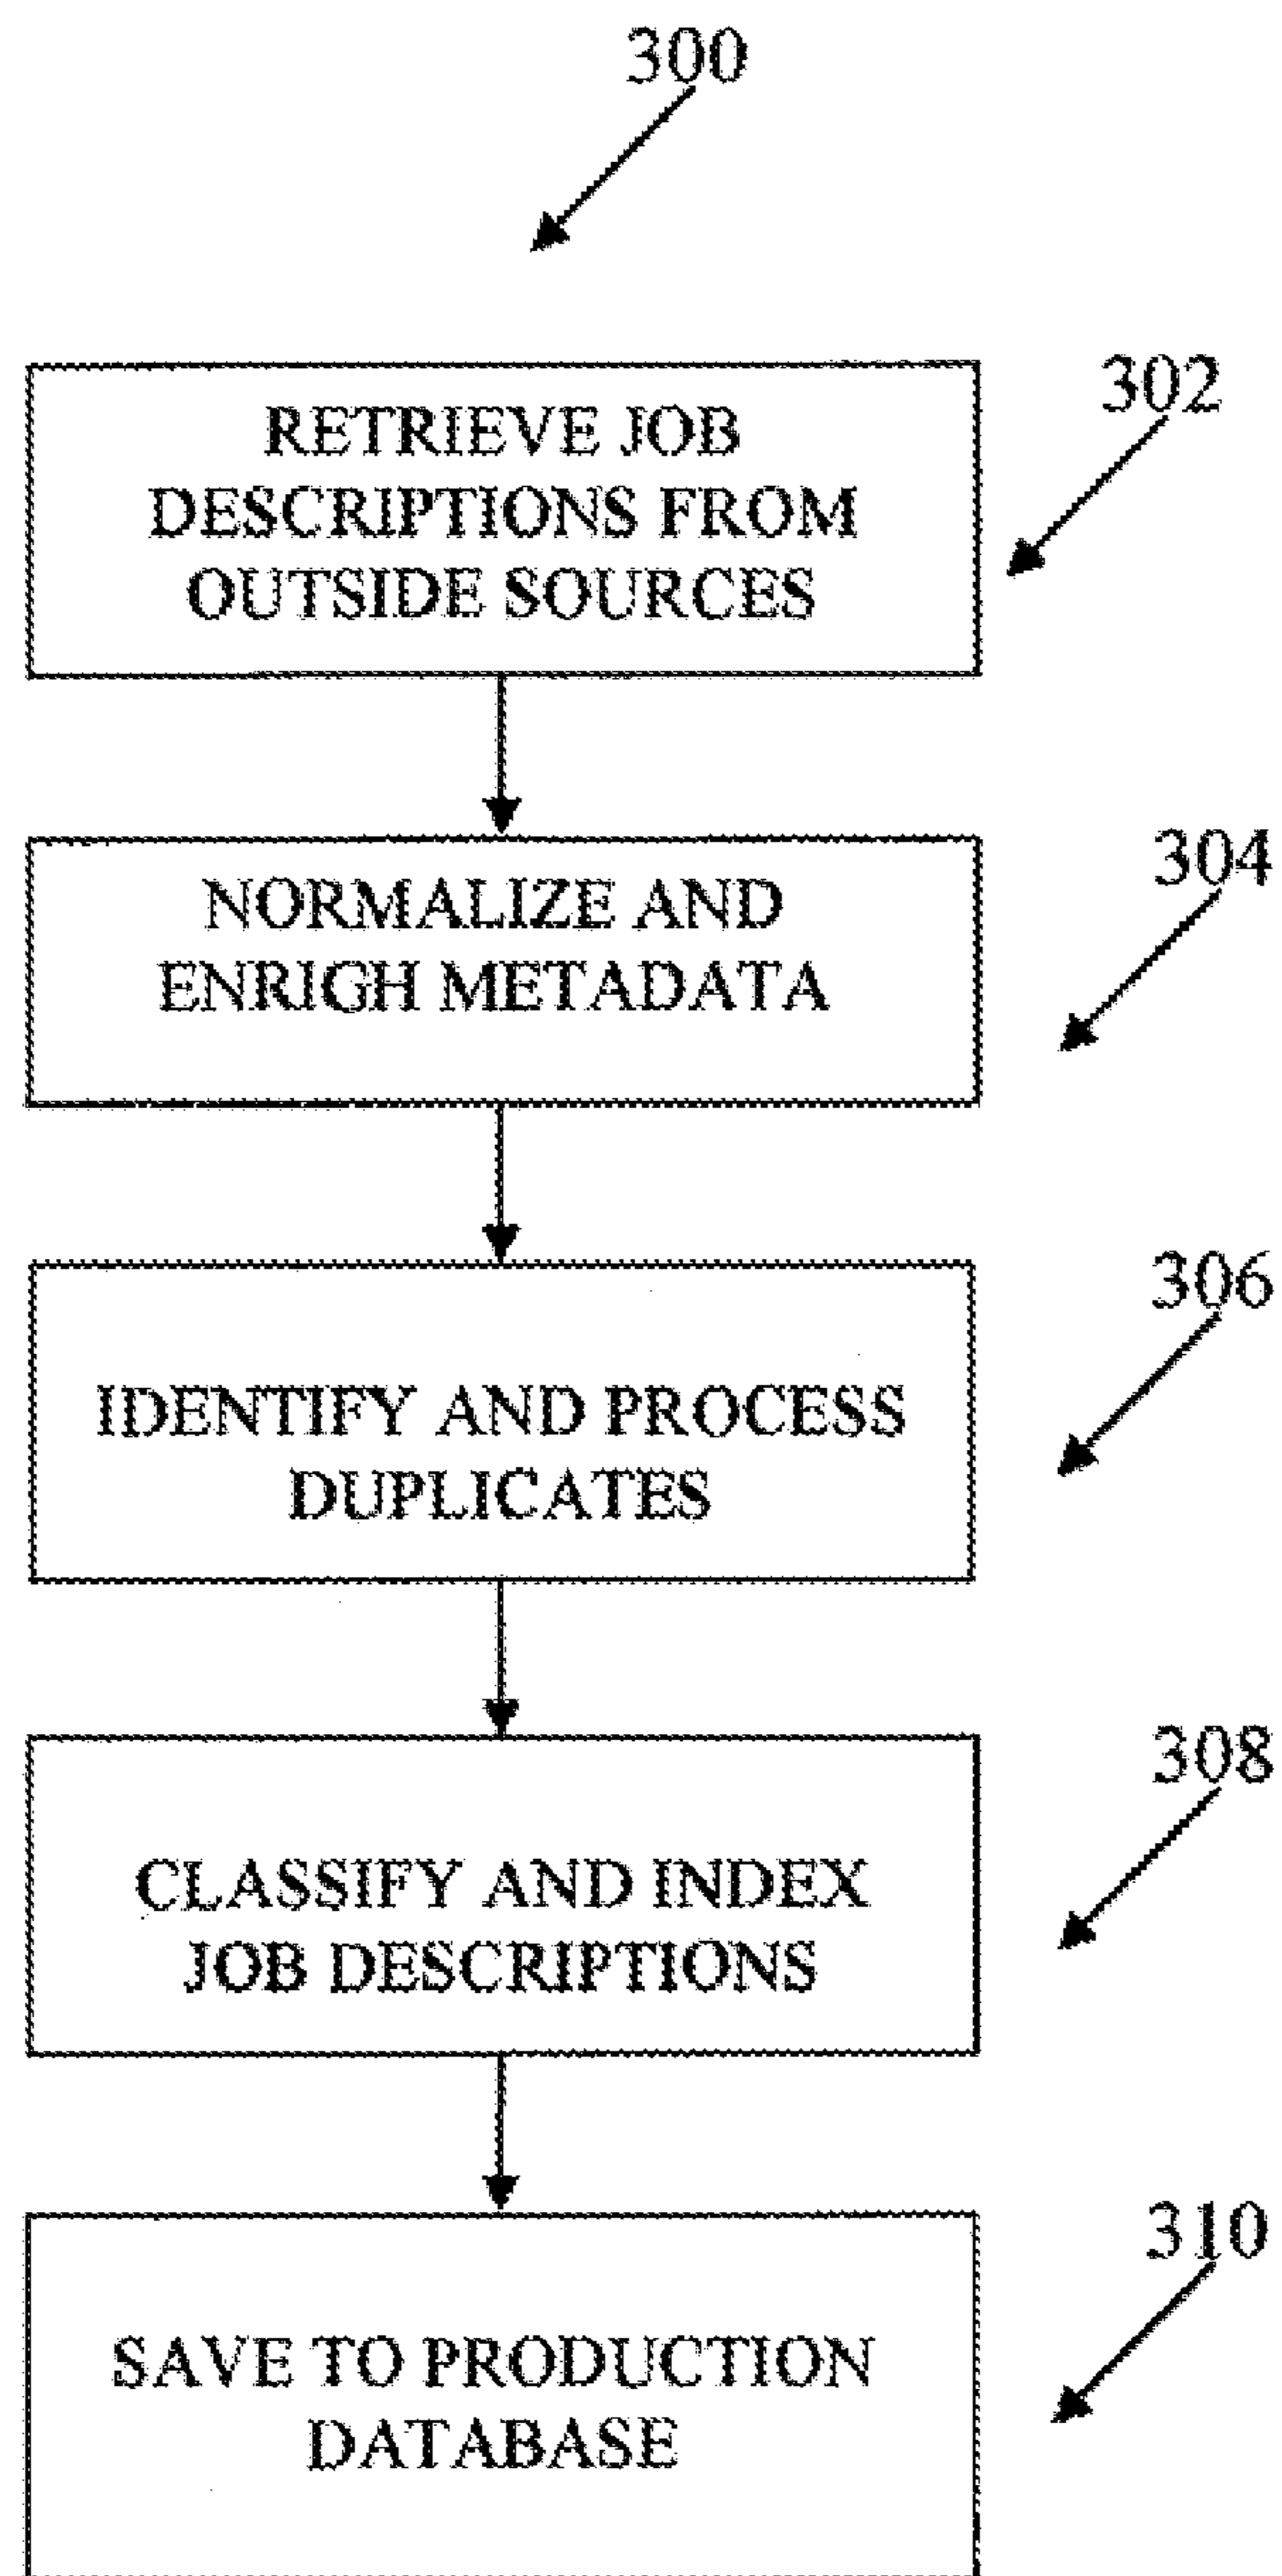 300
302
RETRIEVE JOB
DESCRIPTIONS FROM
OUTSIDE SOURCES
304
NORMALIZE AND
ENRIGH METADATA
306
IDENTIFY AND PROCESS
DUPLICATES
308
CLASSIFY AND INDEX
JOB DESCRIPTIONS
310
SAVE TO PRODUCTION
DATABASE